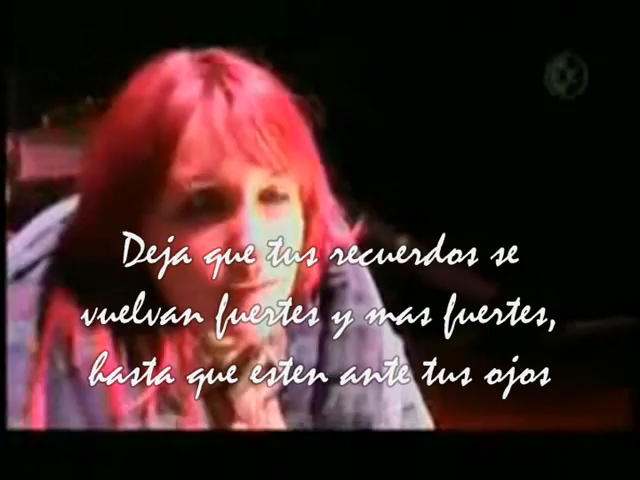 Deja que tus recuerdos se
vuelvan fuertes y mas fuertes,
hasta que esten ante tus ojos